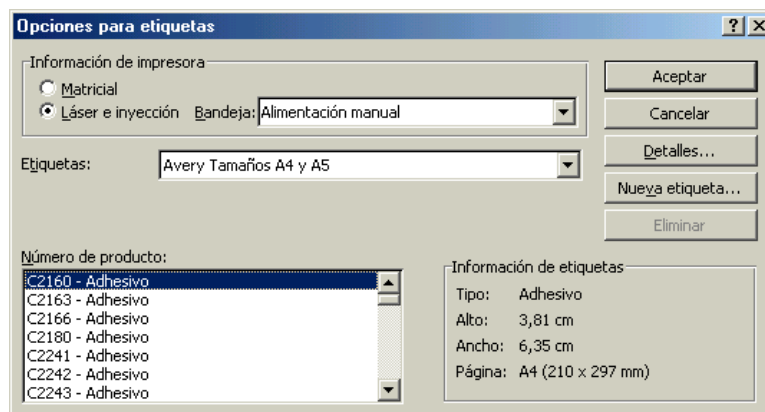 Opciones para etiquetas
Información de impresora
Matricial
Láser e inyección Bandeja: Alimentación manual
Etiquetas: Avery Tamaños A4 y A5
Aceptar
Cancelar
Detalles...
Nueva etiqueta...
Eliminar
Número de producto:
C2160 - Adhesivo
C2163 - Adhesivo
C2166 - Adhesivo
C2180 - Adhesivo
C2241 - Adhesivo
C2242 - Adhesivo
C2243 - Adhesivo
Información de etiquetas
Tipo: Adhesivo
Alto: 3,81 cm
Ancho: 6,35 cm
Página: A4 (210 x 297 mm)